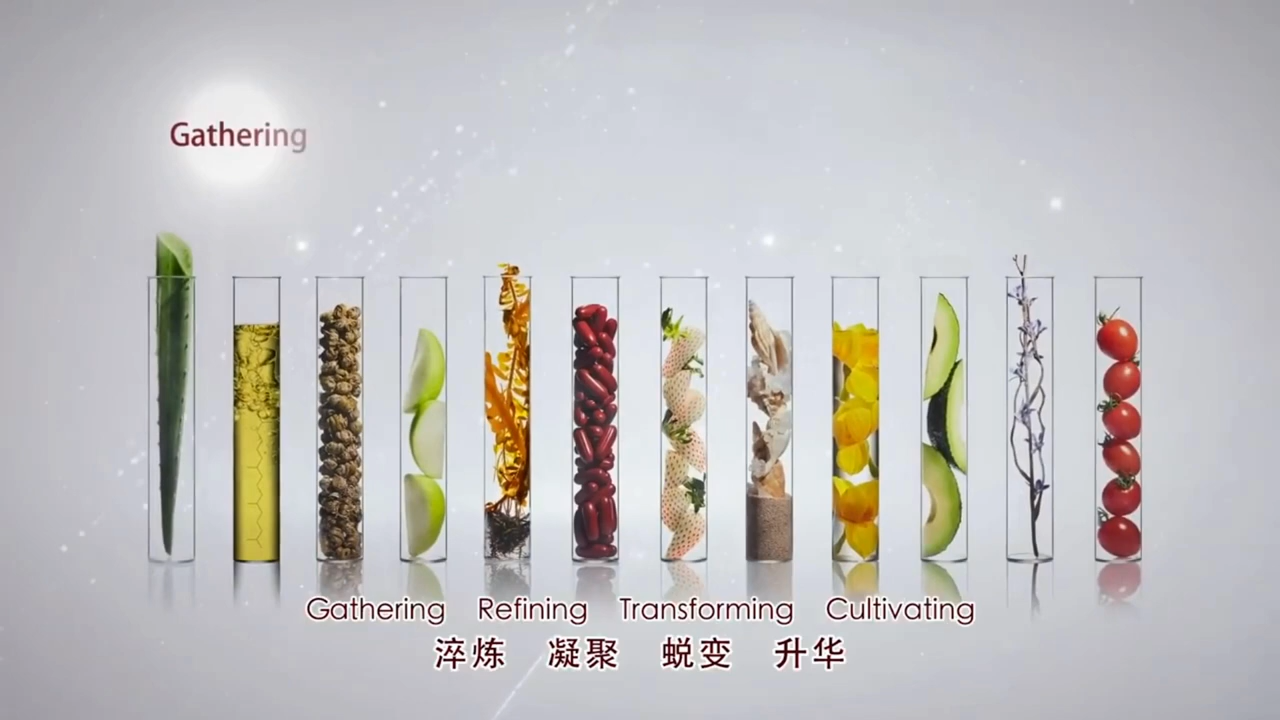 Gathering
Gathering Refining Transforming Cultivating
淬炼 凝聚 蜕变 升华